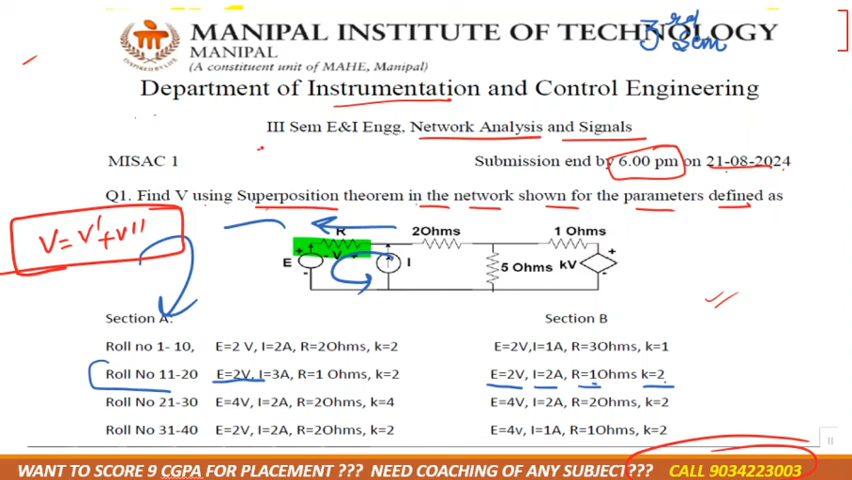 MANIPAL INSTITUTE OF TECHNOLOGY
MANIPAL
(A constituent unit of MAHE, Manipal)
3rd Sem
INSPIRED BY LIFE
Department of Instrumentation and Control Engineering
III Sem E&I Engg, Network Analysis and Signals
MISAC 1 Submission end by 6.00 pm on 21-08-2024
Q1. Find V using Superposition theorem in the network shown for the parameters defined as
V = V' + V''
R 2Ohms 1 Ohms
+ - V + +
E I 5 Ohms kV
- -
Section A: Section B
Roll no 1- 10, E=2 V, I=2A, R=2Ohms, k=2 E=2V,I=1A, R=3Ohms, k=1
Roll No 11-20 E=2V, I=3A, R=1 Ohms, k=2 E=2V, I=2A, R=1Ohms k=2
Roll No 21-30 E=4V, I=2A, R=2Ohms, k=4 E=4V, I=2A, R=2Ohms, k=2
Roll No 31-40 E=2V, I=2A, R=2Ohms, k=2 E=4v, I=1A, R=1Ohms, k=2
WANT TO SCORE 9 CGPA FOR PLACEMENT ??? NEED COACHING OF ANY SUBJECT??? CALL 9034223003